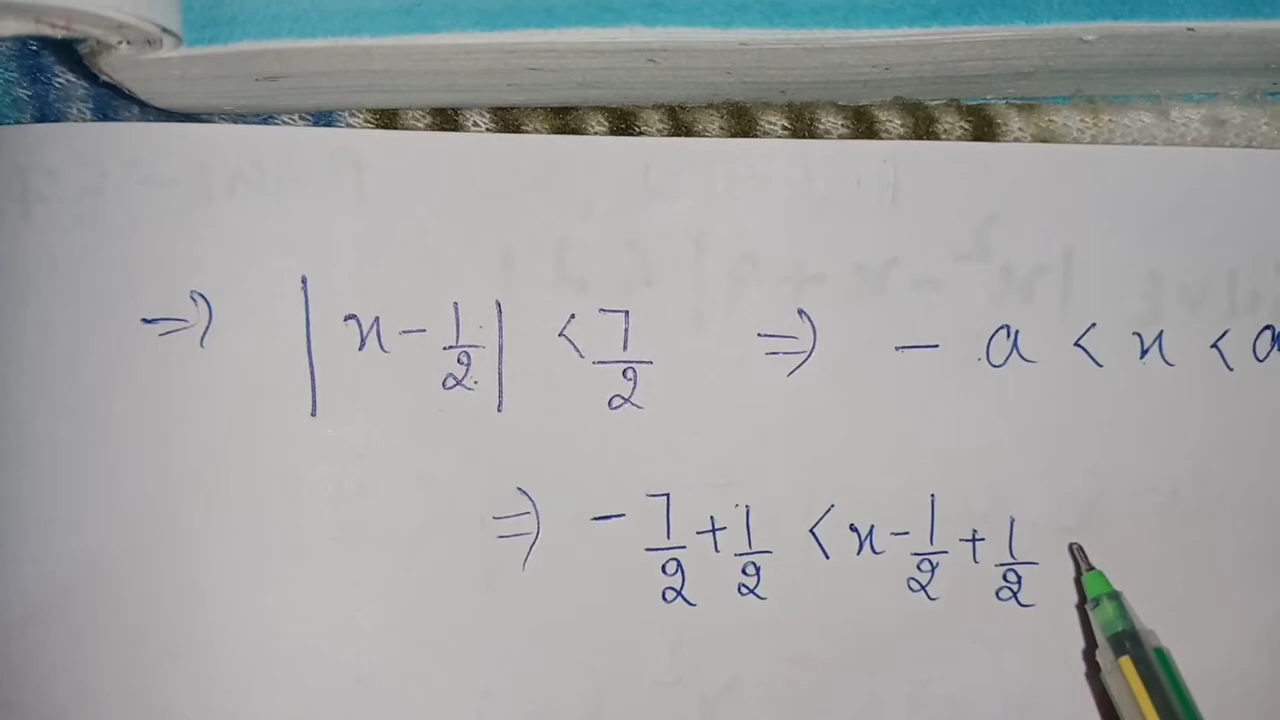 ⇒ | x - 1/2 | < 7/2 ⇒ - a < x < a
⇒ - 7/2 + 1/2 < x - 1/2 + 1/2